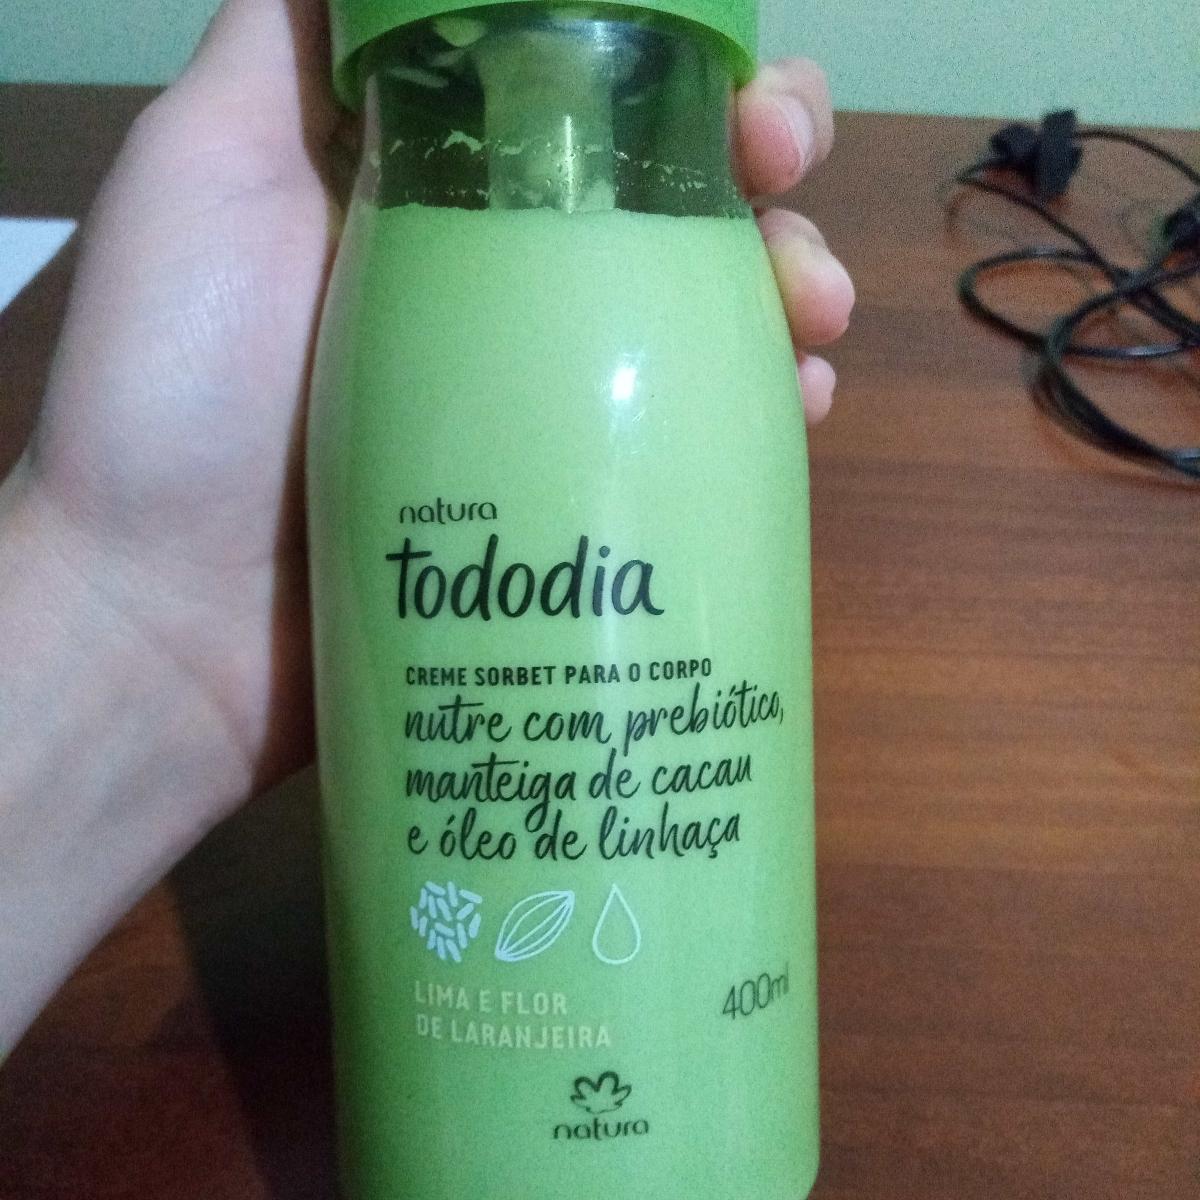 natura
tododia
CREME SORBET PARA O CORPO
nutre com prebiótico,
manteiga de cacau
e óleo de linhaça
LIMA E FLOR
DE LARANJEIRA
400ml
natura